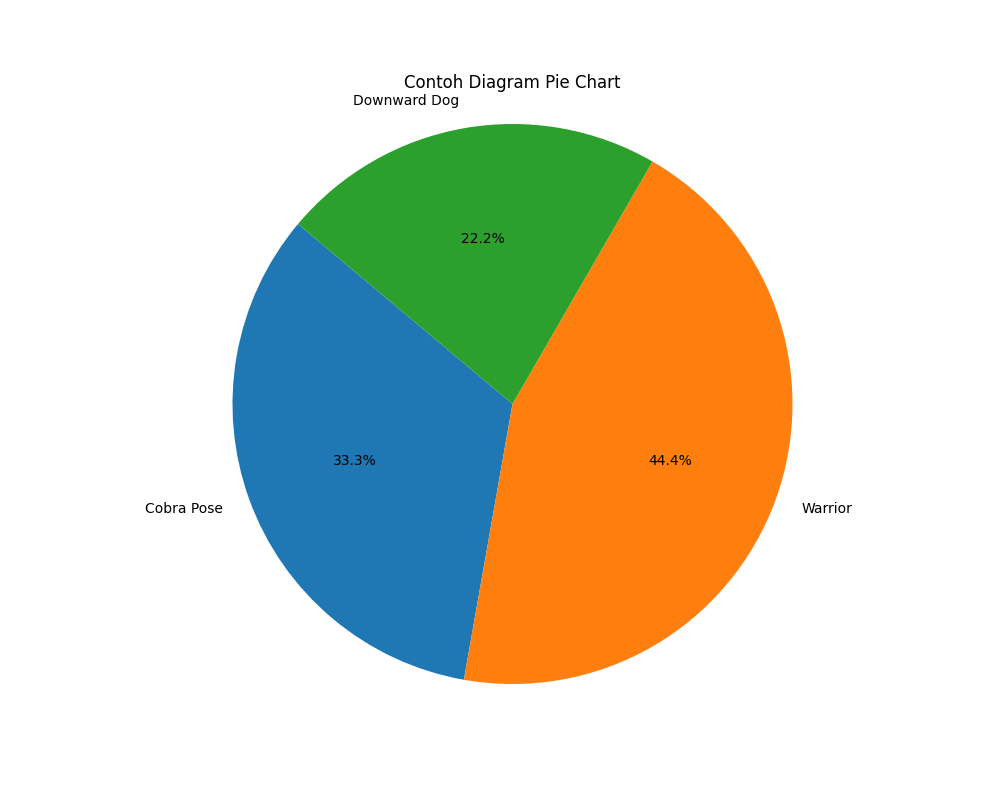 Contoh Diagram Pie Chart
Downward Dog
22.2%
33.3%
44.4%
Cobra Pose
Warrior